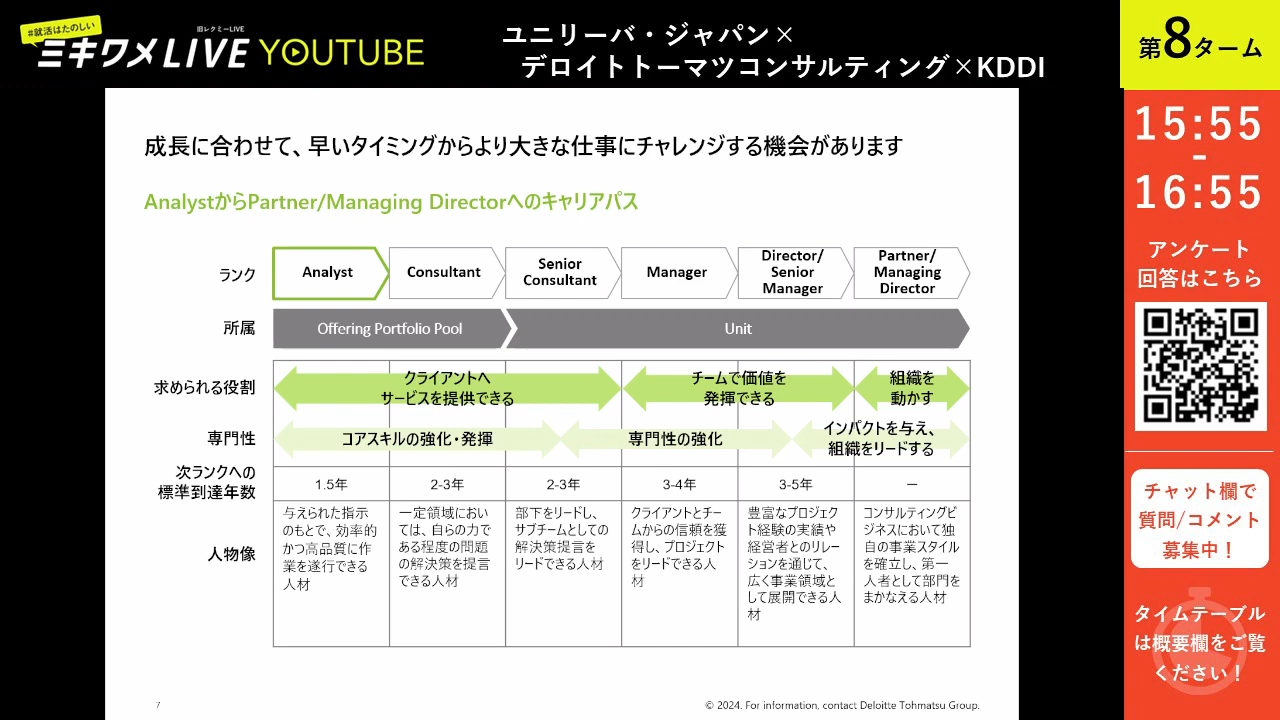 #就活はたのしい
旧レクミーLIVE
ミキワメLIVE YOUTUBE
ユニリーバ・ジャパン×
デロイトトーマツコンサルティング×KDDI
第8ターム
15:55
-
16:55
アンケート
回答はこちら
チャット欄で
質問/コメント
募集中！
タイムテーブル
は概要欄をご覧
ください！
成長に合わせて、早いタイミングからより大きな仕事にチャレンジする機会があります
AnalystからPartner/Managing Directorへのキャリアパス
ランク
Analyst
Consultant
Senior
Consultant
Manager
Director/
Senior
Manager
Partner/
Managing
Director
所属
Offering Portfolio Pool
Unit
求められる役割
クライアントへ
サービスを提供できる
チームで価値を
発揮できる
組織を
動かす
専門性
コアスキルの強化・発揮
専門性の強化
インパクトを与え、
組織をリードする
次ランクへの
標準到達年数
1.5年
2-3年
2-3年
3-4年
3-5年
－
人物像
与えられた指示
のもとで、効率的
かつ高品質に作
業を遂行できる
人材
一定領域におい
ては、自らの力で
ある程度の問題
の解決策を提言
できる人材
部下をリードし、
サブチームとしての
解決策提言を
リードできる人材
クライアントとチー
ムからの信頼を獲
得し、プロジェクト
をリードできる人
材
豊富なプロジェク
ト経験の実績や
経営者とのリレー
ションを通じて、
広く事業領域と
して展開できる人
材
コンサルティングビ
ジネスにおいて独
自の事業スタイル
を確立し、第一
人者として部門を
まかなえる人材
7
© 2024. For information, contact Deloitte Tohmatsu Group.